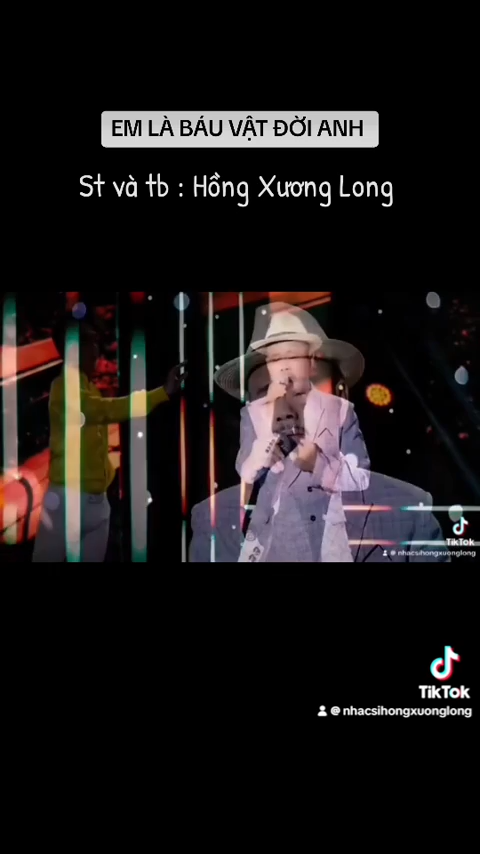 EM LÀ BÁU VẬT ĐỜI ANH
St và tb : Hồng Xương Long
TikTok
@ nhacsihongxuonglong
TikTok
@ nhacsihongxuonglong